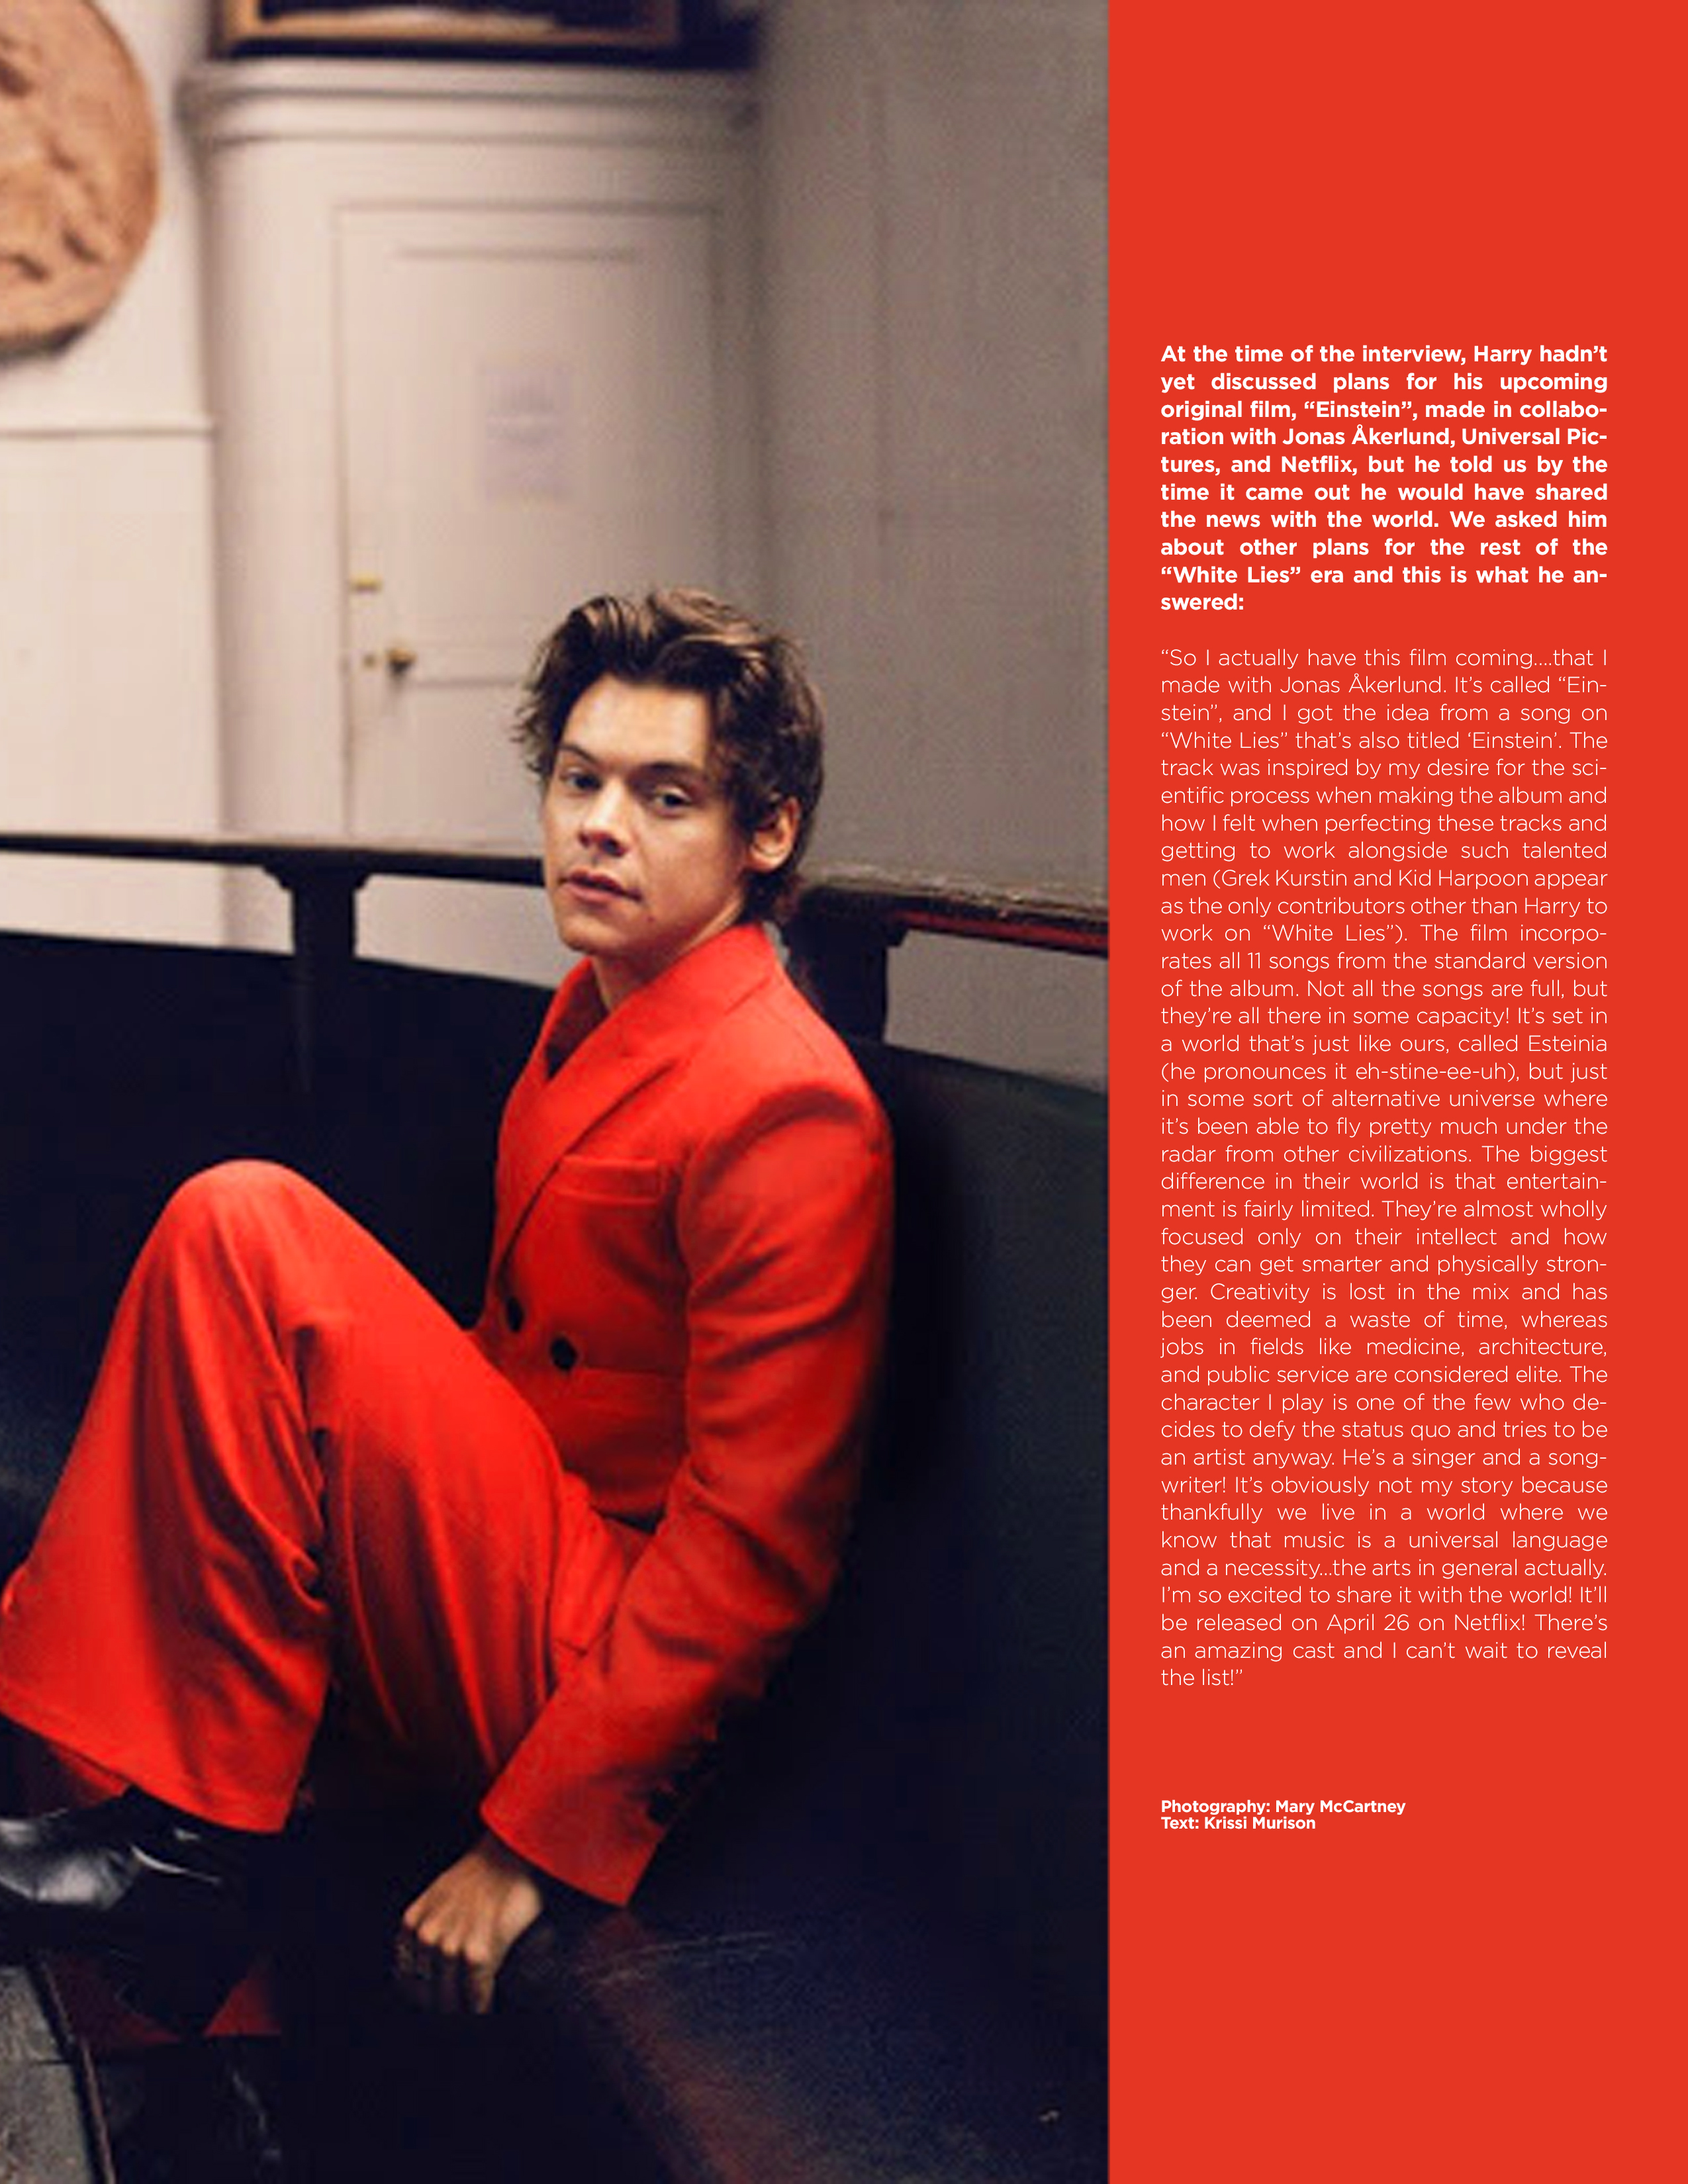 At the time of the interview, Harry hadn’t
yet discussed plans for his upcoming
original film, “Einstein”, made in collabo-
ration with Jonas Åkerlund, Universal Pic-
tures, and Netflix, but he told us by the
time it came out he would have shared
the news with the world. We asked him
about other plans for the rest of the
“White Lies” era and this is what he an-
swered:
“So I actually have this film coming....that I
made with Jonas Åkerlund. It’s called “Ein-
stein”, and I got the idea from a song on
“White Lies” that’s also titled ‘Einstein’. The
track was inspired by my desire for the sci-
entific process when making the album and
how I felt when perfecting these tracks and
getting to work alongside such talented
men (Grek Kurstin and Kid Harpoon appear
as the only contributors other than Harry to
work on “White Lies”). The film incorpo-
rates all 11 songs from the standard version
of the album. Not all the songs are full, but
they’re all there in some capacity! It’s set in
a world that’s just like ours, called Esteinia
(he pronounces it eh-stine-ee-uh), but just
in some sort of alternative universe where
it’s been able to fly pretty much under the
radar from other civilizations. The biggest
difference in their world is that entertain-
ment is fairly limited. They’re almost wholly
focused only on their intellect and how
they can get smarter and physically stron-
ger. Creativity is lost in the mix and has
been deemed a waste of time, whereas
jobs in fields like medicine, architecture,
and public service are considered elite. The
character I play is one of the few who de-
cides to defy the status quo and tries to be
an artist anyway. He’s a singer and a song-
writer! It’s obviously not my story because
thankfully we live in a world where we
know that music is a universal language
and a necessity...the arts in general actually.
I’m so excited to share it with the world! It’ll
be released on April 26 on Netflix! There’s
an amazing cast and I can’t wait to reveal
the list!”
Photography: Mary McCartney
Text: Krissi Murison